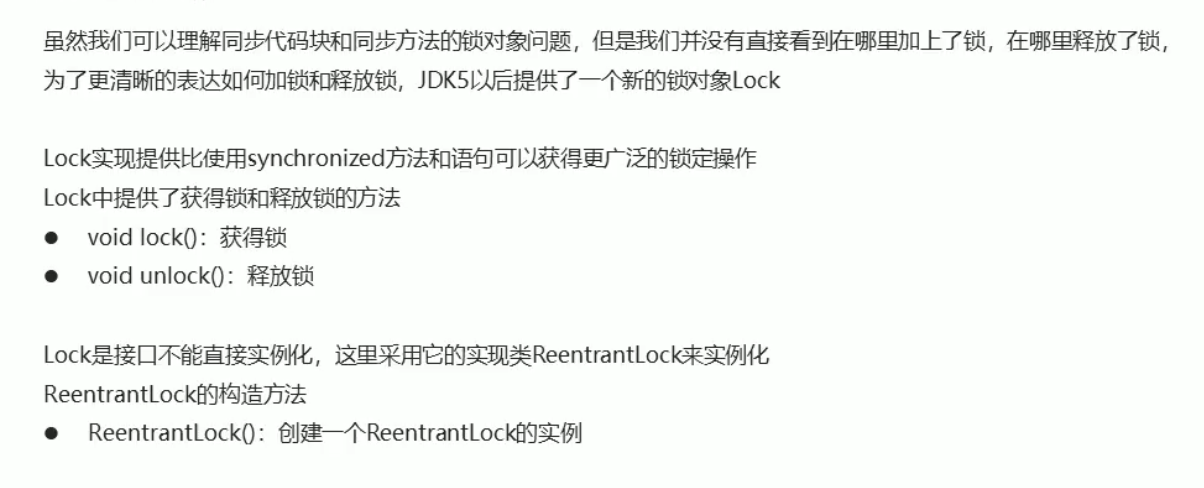 虽然我们可以理解同步代码块和同步方法的锁对象问题，但是我们并没有直接看到在哪里加上了锁，在哪里释放了锁，
为了更清晰的表达如何加锁和释放锁，JDK5以后提供了一个新的锁对象Lock
Lock实现提供比使用synchronized方法和语句可以获得更广泛的锁定操作
Lock中提供了获得锁和释放锁的方法
● void lock()：获得锁
● void unlock()：释放锁
Lock是接口不能直接实例化，这里采用它的实现类ReentrantLock来实例化
ReentrantLock的构造方法
● ReentrantLock()：创建一个ReentrantLock的实例